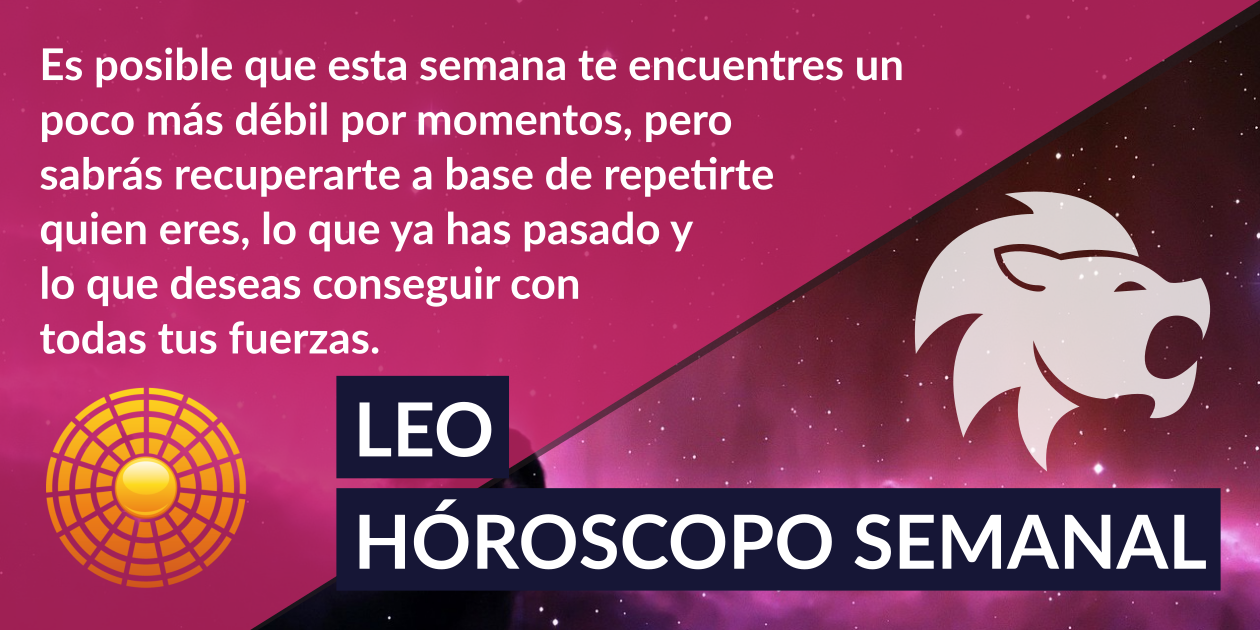 Es posible que esta semana te encuentres un
poco más débil por momentos, pero
sabrás recuperarte a base de repetirte
quien eres, lo que ya has pasado y
lo que deseas conseguir con
todas tus fuerzas.
LEO
HÓROSCOPO SEMANAL